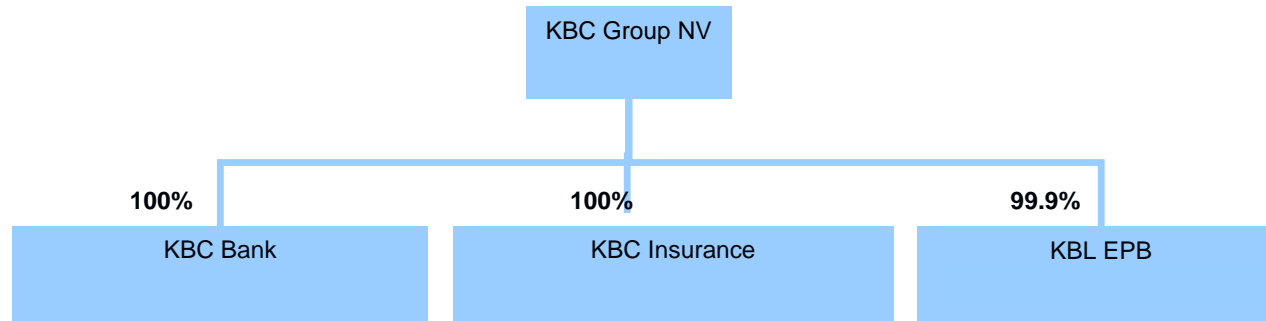 KBC Group NV
100%
100%
99.9%
KBC Bank
KBC Insurance
KBL EPB